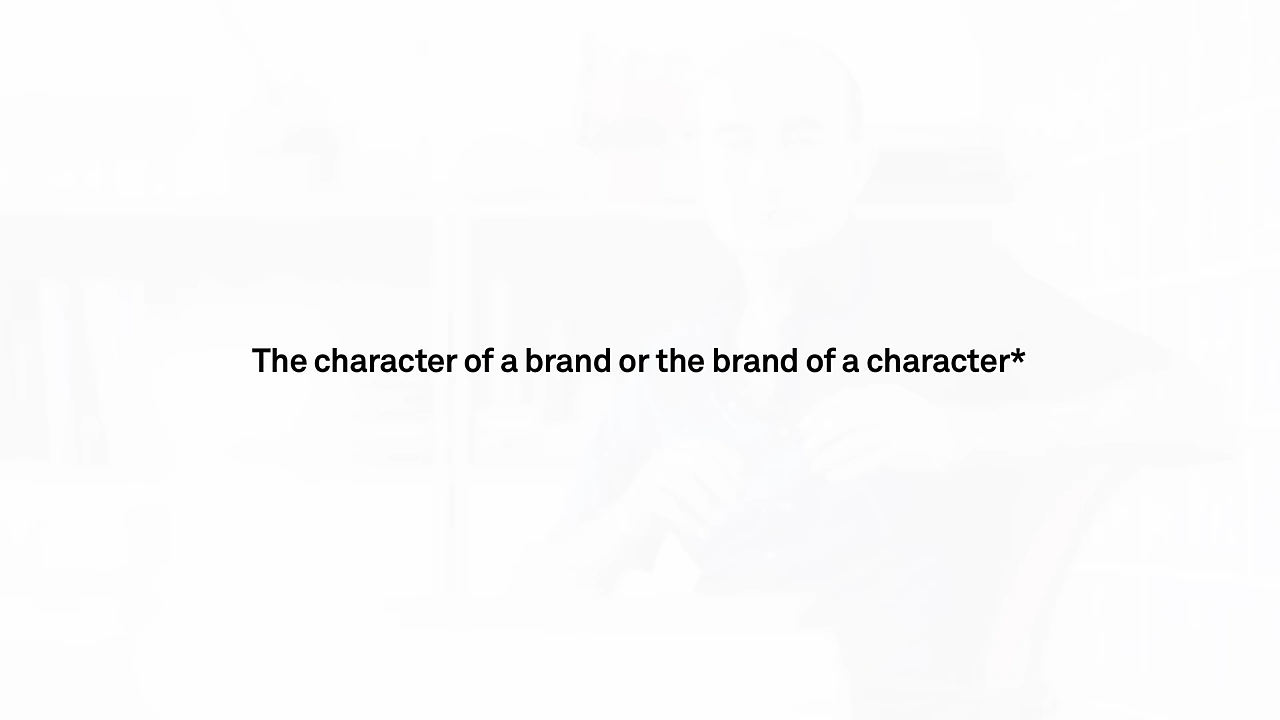 The character of a brand or the brand of a character*